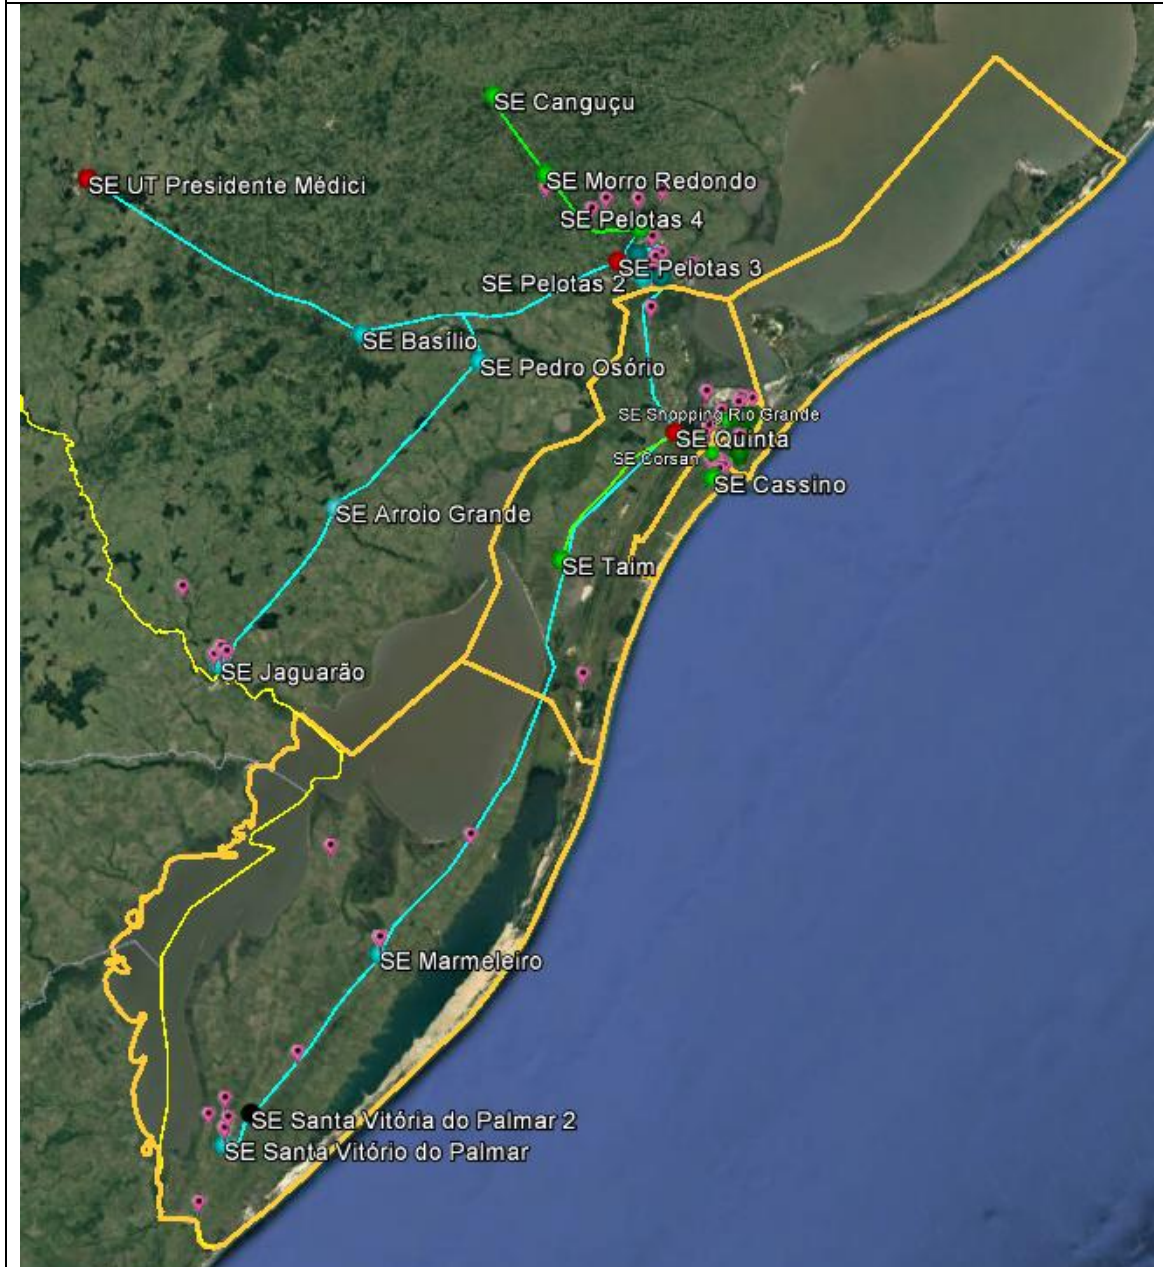 SE Canguçu
SE UT Presidente Médici
SE Morro Redondo
SE Pelotas 4
SE Pelotas 3
SE Pelotas 2
SE Basílio
SE Pedro Osório
SE Shopping Rio Grande
SE Quinta
SE Corsan
SE Cassino
SE Arroio Grande
SE Taim
SE Jaguarão
SE Marmeleiro
SE Santa Vitória do Palmar 2
SE Santa Vitório do Palmar